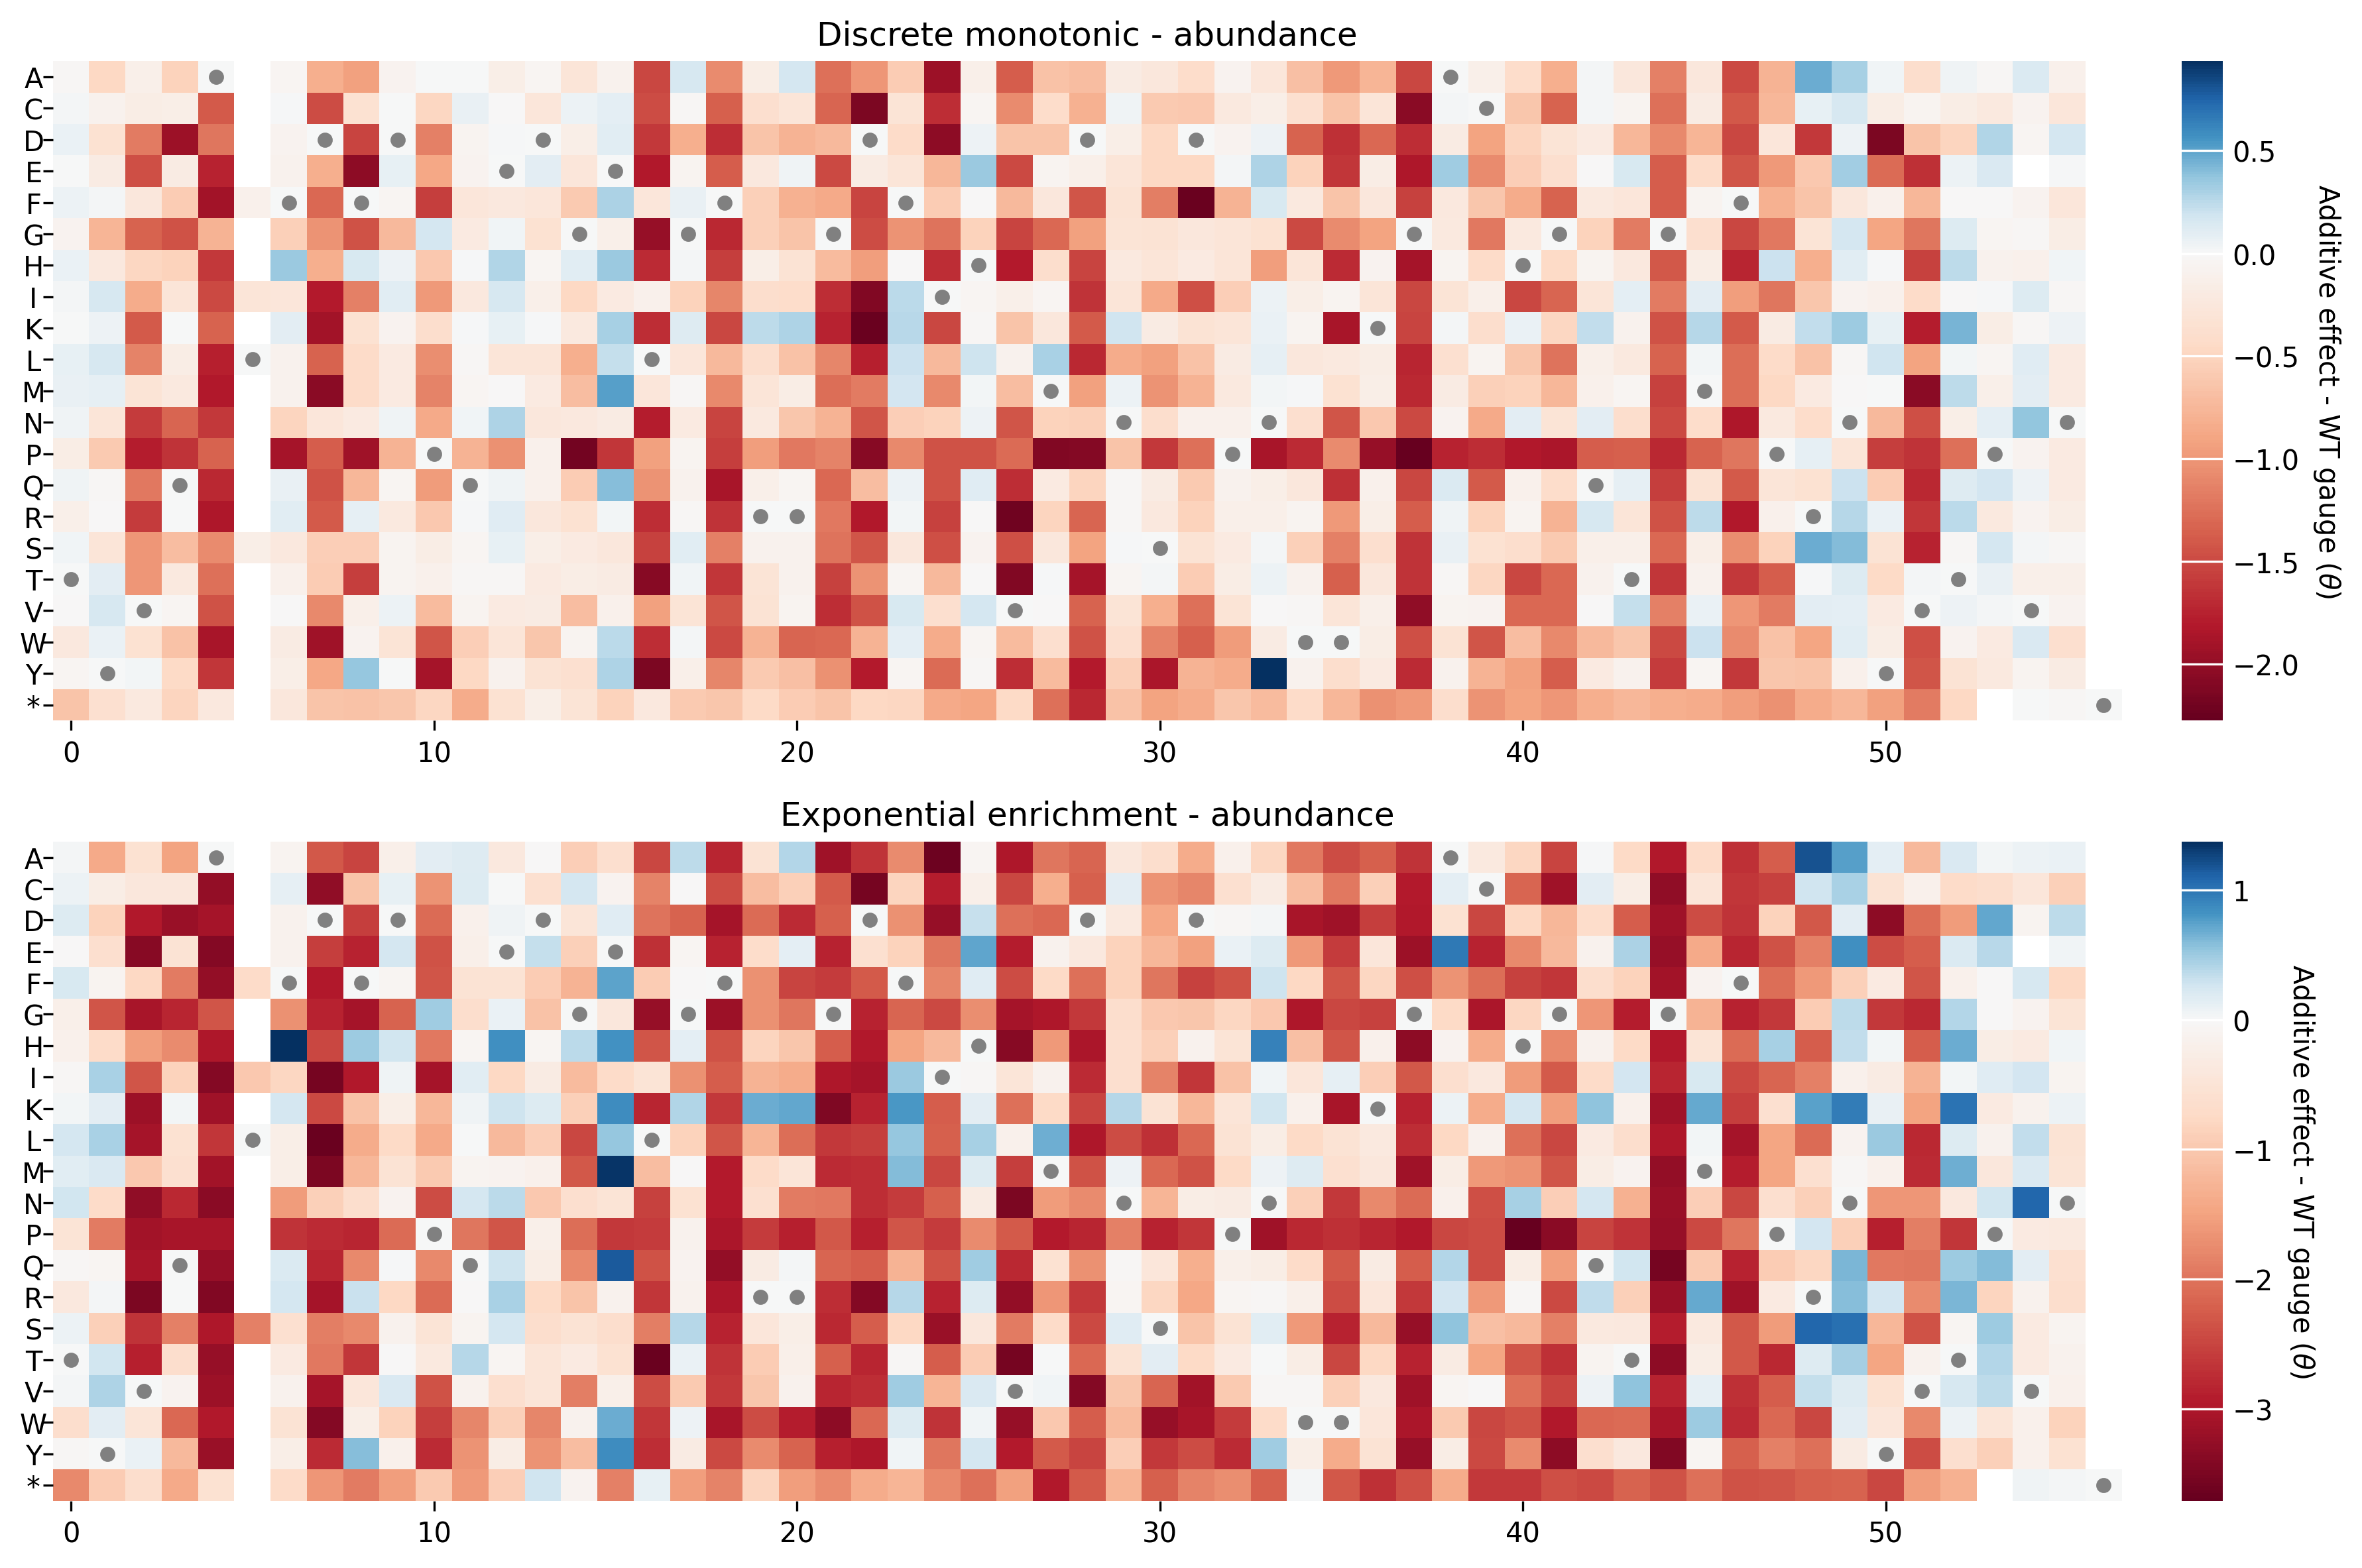 Discrete monotonic - abundance
A
C
D
E
F
G
H
I
K
L
M
N
P
Q
R
S
T
V
W
Y
*
0 10 20 30 40 50
0.5
0.0
−0.5
−1.0
−1.5
−2.0
Additive effect - WT gauge (θ)
Exponential enrichment - abundance
A
C
D
E
F
G
H
I
K
L
M
N
P
Q
R
S
T
V
W
Y
*
0 10 20 30 40 50
1
0
−1
−2
−3
Additive effect - WT gauge (θ)